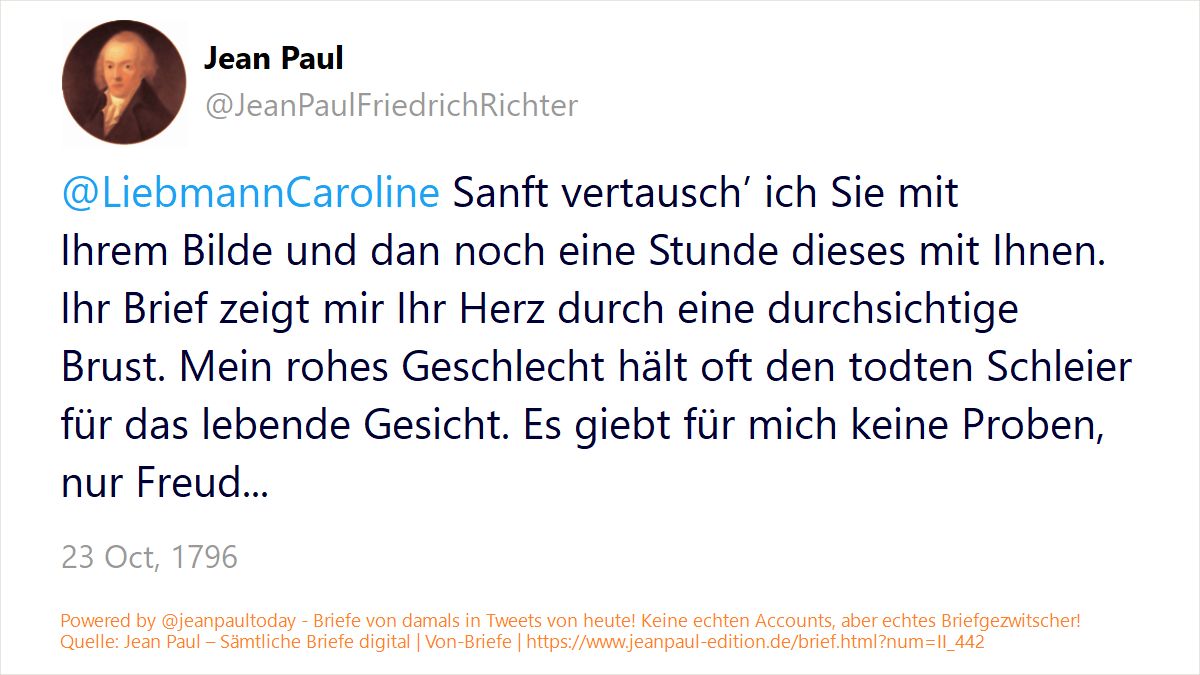 Jean Paul
@JeanPaulFriedrichRichter
@LiebmannCaroline Sanft vertausch’ ich Sie mit
Ihrem Bilde und dan noch eine Stunde dieses mit Ihnen.
Ihr Brief zeigt mir Ihr Herz durch eine durchsichtige
Brust. Mein rohes Geschlecht hält oft den todten Schleier
für das lebende Gesicht. Es giebt für mich keine Proben,
nur Freud...
23 Oct, 1796
Powered by @jeanpaultoday - Briefe von damals in Tweets von heute! Keine echten Accounts, aber echtes Briefgezwitscher!
Quelle: Jean Paul – Sämtliche Briefe digital | Von-Briefe | https://www.jeanpaul-edition.de/brief.html?num=II_442